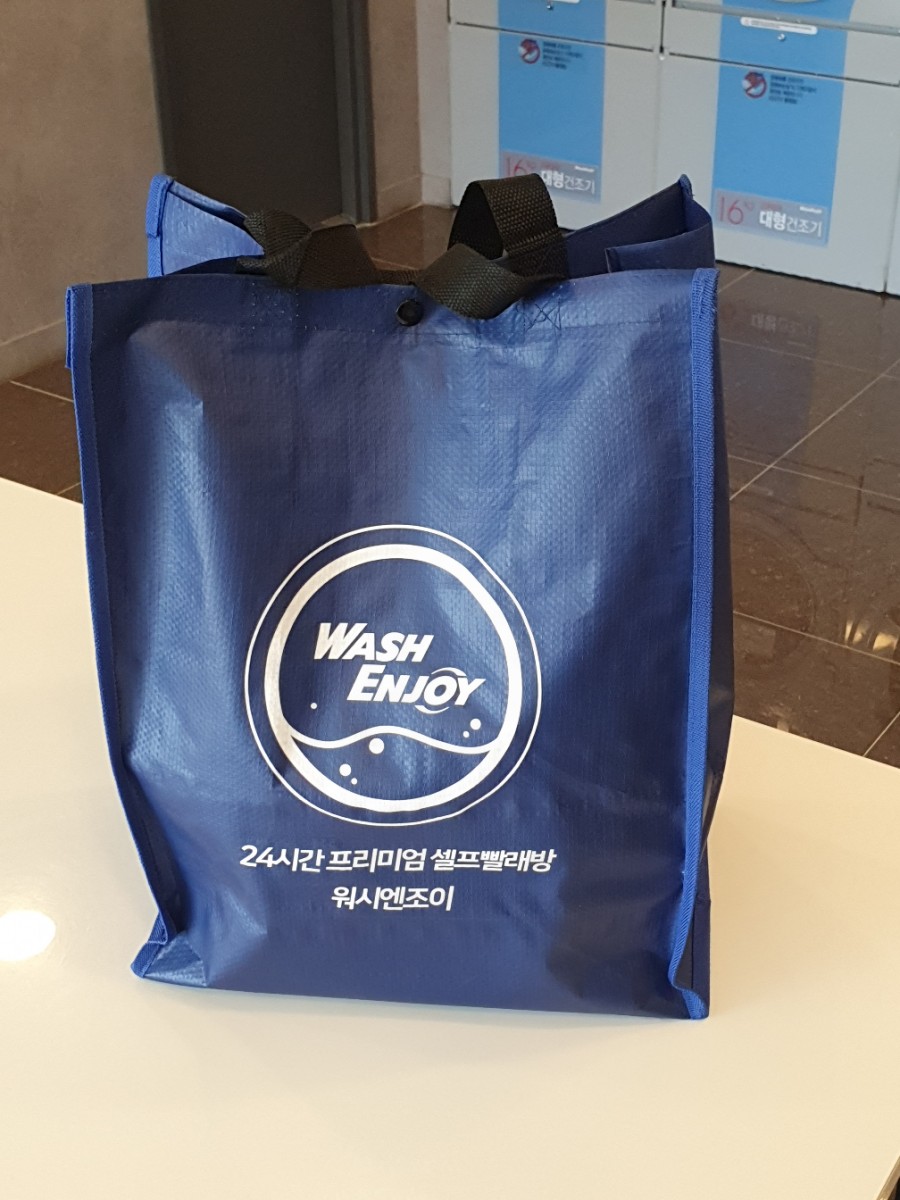 16kg
대형건조기
16kg
대형건조기
WASH
ENJOY
24시간 프리미엄 셀프빨래방
워시엔조이